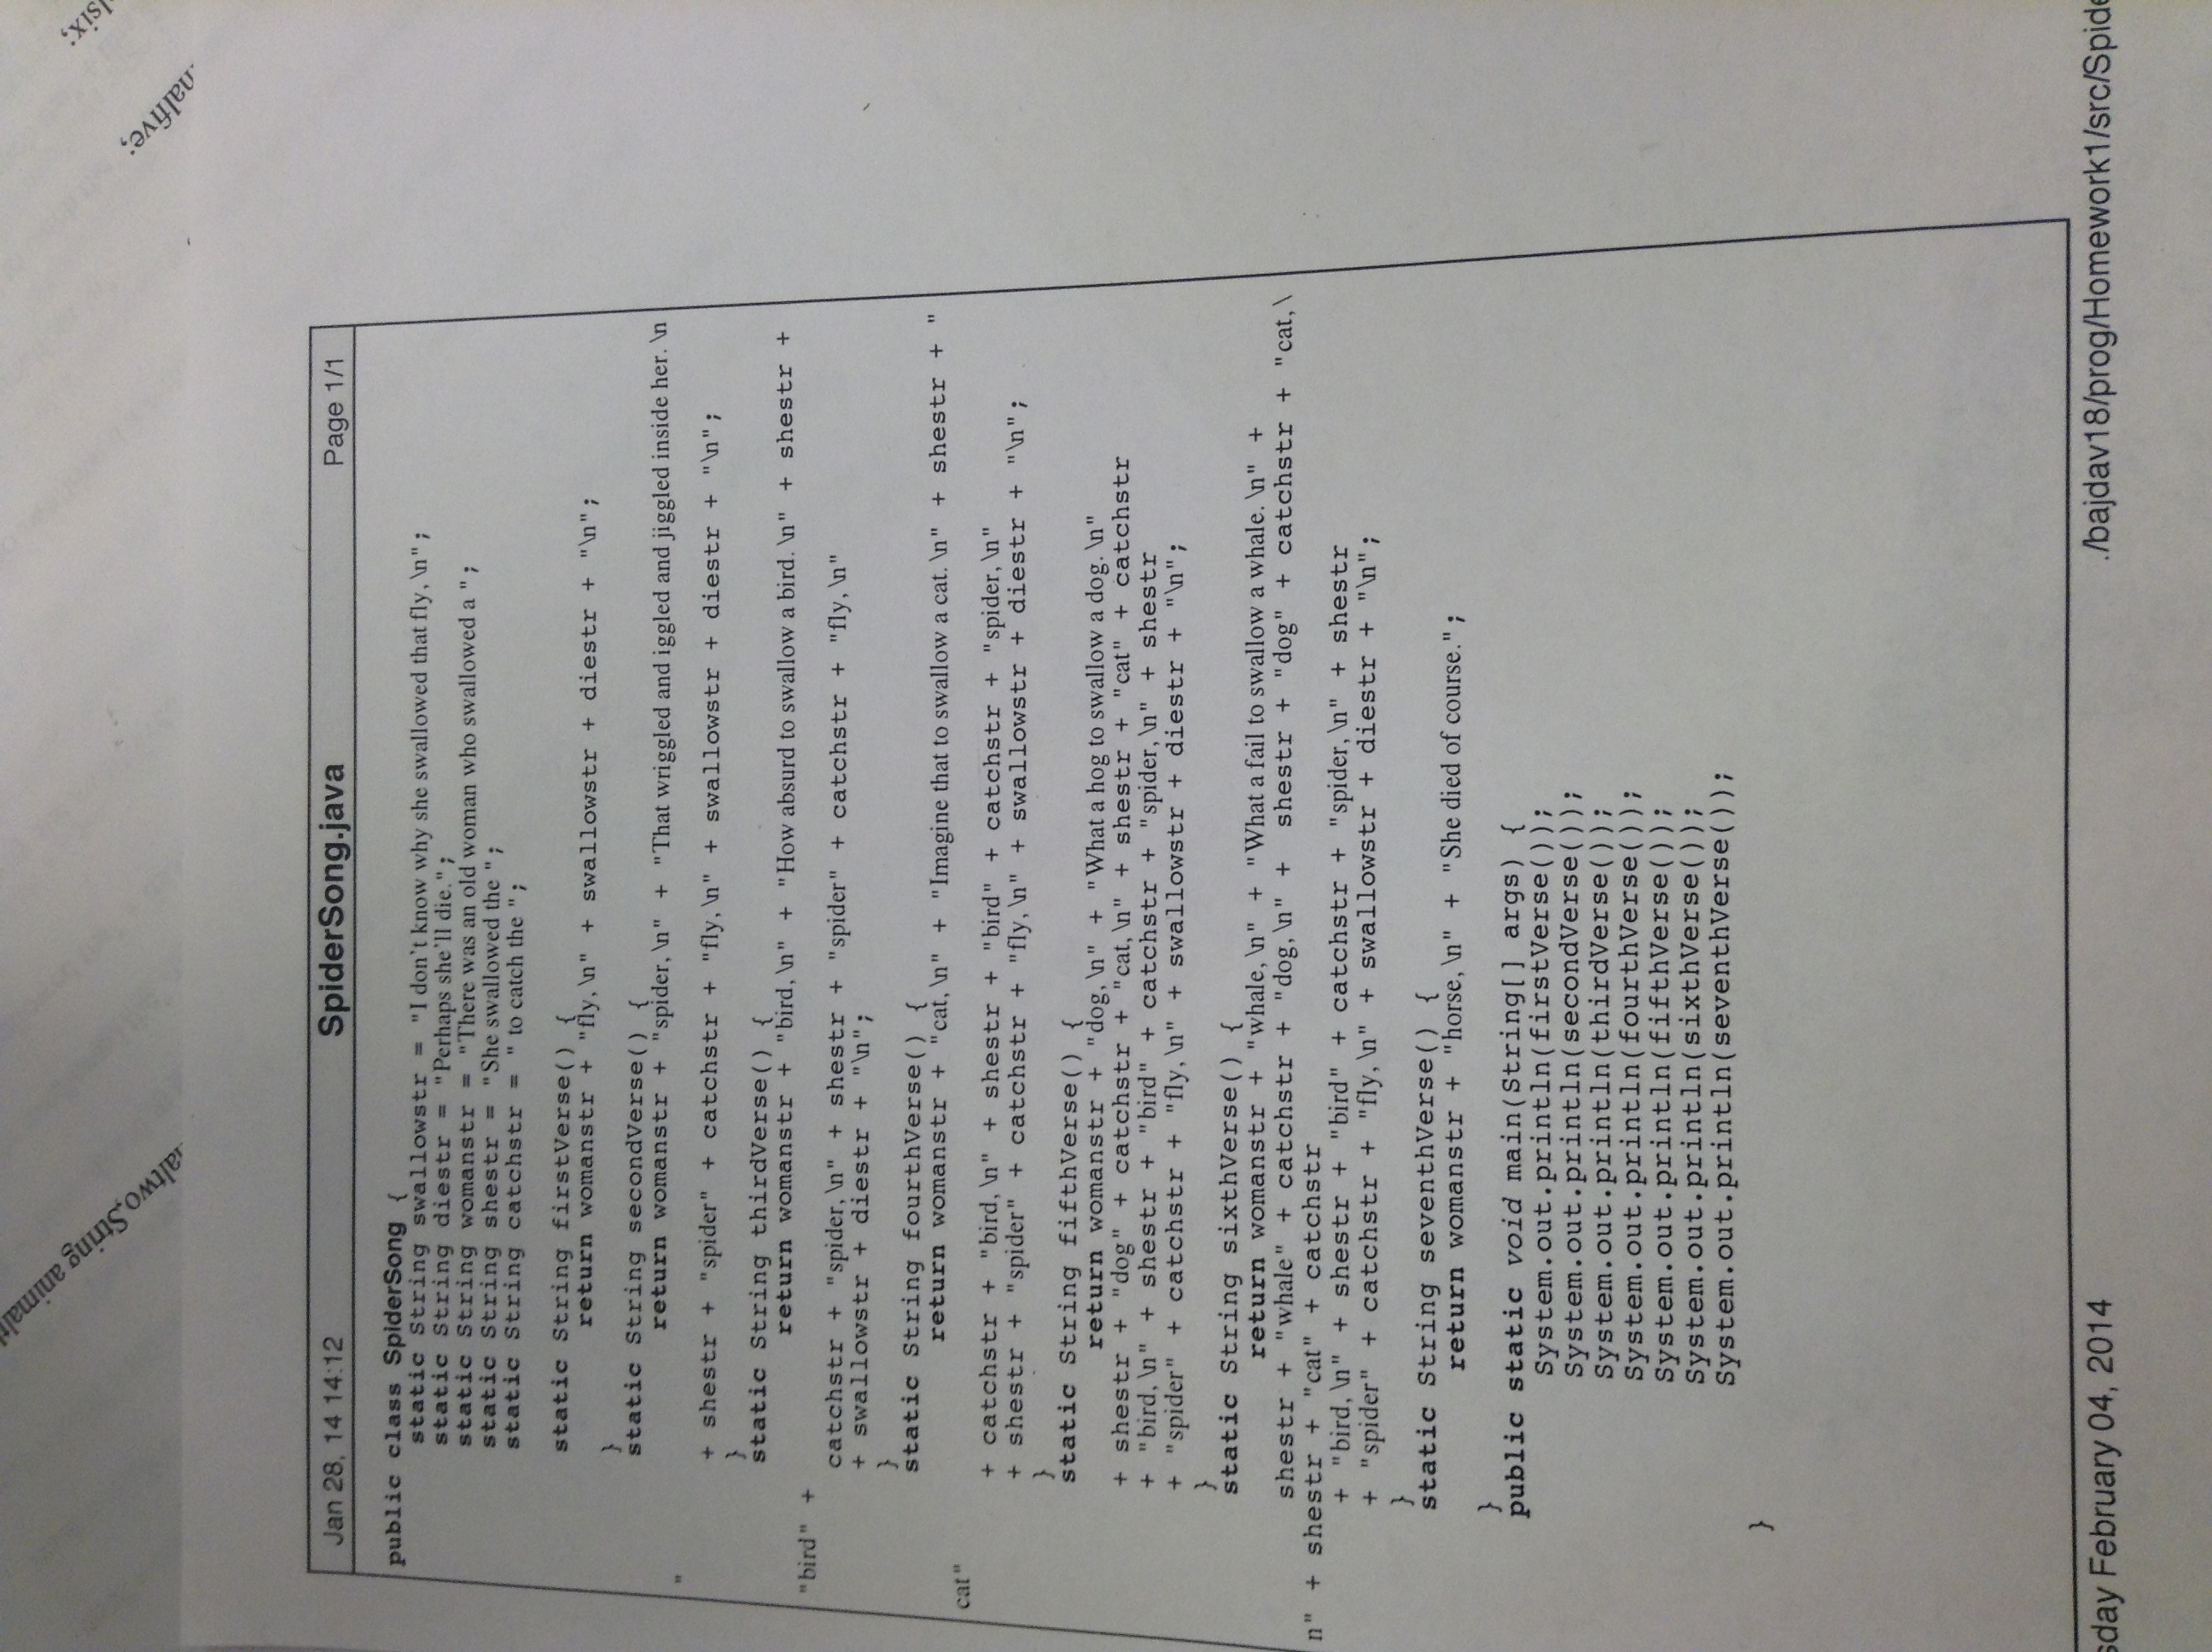 String animal
Jan 28, 14 14:12 SpiderSong.java Page 1/1
public class SpiderSong {
static String swallowstr = "I don't know why she swallowed that fly, \n";
static String diestr = "Perhaps she'll die.";
static String womanstr = "There was an old woman who swallowed a ";
static String shestr = "She swallowed the ";
static String catchstr = " to catch the ";
static String firstVerse() {
return womanstr + "fly, \n" + swallowstr + diestr + "\n";
}
static String secondVerse() {
return womanstr + "spider, \n" + "That wriggled and iggled and jiggled inside her. \n
"
+ shestr + "spider" + catchstr + "fly, \n" + swallowstr + diestr + "\n";
}
static String thirdVerse() {
return womanstr + "bird, \n" + "How absurd to swallow a bird. \n" + shestr +
"bird" +
catchstr + "spider, \n" + shestr + "spider" + catchstr + "fly, \n"
+ swallowstr + diestr + "\n";
}
static String fourthVerse() {
return womanstr + "cat, \n" + "Imagine that to swallow a cat. \n" + shestr + "
cat"
+ catchstr + "bird, \n" + shestr + "bird" + catchstr + "spider, \n"
+ shestr + "spider" + catchstr + "fly, \n" + swallowstr + diestr + "\n";
}
static String fifthVerse() {
return womanstr + "dog, \n" + "What a hog to swallow a dog. \n"
+ shestr + "dog" + catchstr + "cat, \n" + shestr + "cat" + catchstr
+ "bird, \n" + shestr + "bird" + catchstr + "spider, \n" + shestr
+ "spider" + catchstr + "fly, \n" + swallowstr + diestr + "\n";
}
static String sixthVerse() {
return womanstr + "whale, \n" + "What a fail to swallow a whale. \n" +
shestr + "whale" + catchstr + "dog, \n" + shestr + "dog" + catchstr + "cat, \
n" + shestr + "cat" + catchstr
+ "bird, \n" + shestr + "bird" + catchstr + "spider, \n" + shestr
+ "spider" + catchstr + "fly, \n" + swallowstr + diestr + "\n";
}
static String seventhVerse() {
return womanstr + "horse, \n" + "She died of course.";
}
public static void main(String[] args) {
System.out.println(firstVerse());
System.out.println(secondVerse());
System.out.println(thirdVerse());
System.out.println(fourthVerse());
System.out.println(fifthVerse());
System.out.println(sixthVerse());
System.out.println(seventhVerse());
}
sday February 04, 2014 ./bajdav18/prog/Homework1/src/Spide